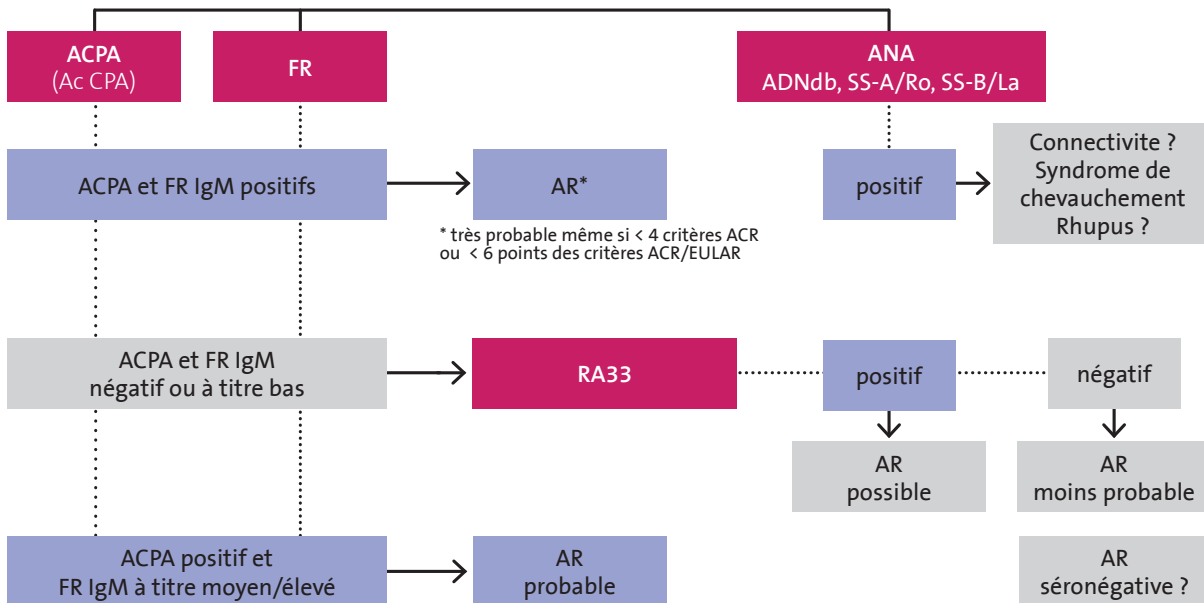 ACPA
(Ac CPA)
FR
ANA
ADNdb, SS-A/Ro, SS-B/La
ACPA et FR IgM positifs
AR*
positif
Connectivite ?
Syndrome de
chevauchement
Rhupus ?
* très probable même si < 4 critères ACR
ou < 6 points des critères ACR/EULAR
ACPA et FR IgM
négatif ou à titre bas
RA33
positif
négatif
AR
possible
AR
moins probable
ACPA positif et
FR IgM à titre moyen/élevé
AR
probable
AR
séronégative ?